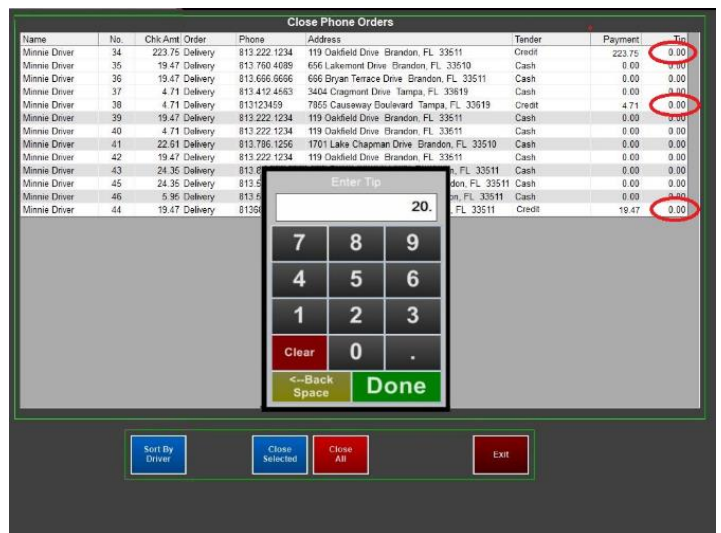 Close Phone Orders
Name No. Chk.Amt Order Phone Address Tender Payment Tip
Minnie Driver 34 223.75 Delivery 813.222.1234 119 Oakfield Drive Brandon, FL 33511 Credit 223.75 0.00
Minnie Driver 35 19.47 Delivery 813.760.4089 656 Lakemont Drive Brandon, FL 33510 Cash 0.00 0.00
Minnie Driver 36 19.47 Delivery 813.666.6666 666 Bryan Terrace Drive Brandon, FL 33511 Cash 0.00 0.00
Minnie Driver 37 4.71 Delivery 813.412.4563 3404 Cragmont Drive Tampa, FL 33619 Cash 0.00 0.00
Minnie Driver 38 4.71 Delivery 813123459 7855 Causeway Boulevard Tampa, FL 33619 Credit 4.71 0.00
Minnie Driver 39 19.47 Delivery 813.222.1234 119 Oakfield Drive Brandon, FL 33511 Cash 0.00 0.00
Minnie Driver 40 4.71 Delivery 813.222.1234 119 Oakfield Drive Brandon, FL 33511 Cash 0.00 0.00
Minnie Driver 41 22.61 Delivery 813.786.1256 1701 Lake Chapman Drive Brandon, FL 33510 Cash 0.00 0.00
Minnie Driver 42 19.47 Delivery 813.222.1234 119 Oakfield Drive Brandon, FL 33511 Cash 0.00 0.00
Minnie Driver 43 24.35 Delivery 813.8 n, FL 33511 Cash 0.00 0.00
Minnie Driver 45 24.35 Delivery 813.5 don, FL 33511 Cash 0.00 0.00
Minnie Driver 46 5.95 Delivery 813.5 on, FL 33511 Cash 0.00 0.00
Minnie Driver 44 19.47 Delivery 8136 , FL 33511 Credit 19.47 0.00
Enter Tip
20.
7 8 9
4 5 6
1 2 3
Clear 0 .
<--Back
Space
Done
Sort By
Driver
Close
Selected
Close
All
Exit